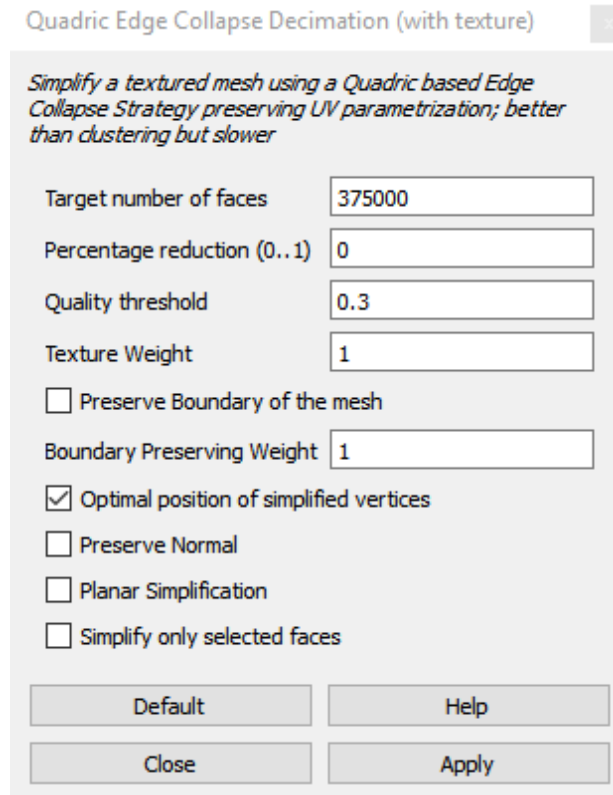 Quadric Edge Collapse Decimation (with texture)
Simplify a textured mesh using a Quadric based Edge
Collapse Strategy preserving UV parametrization; better
than clustering but slower
Target number of faces 375000
Percentage reduction (0..1) 0
Quality threshold 0.3
Texture Weight 1
Preserve Boundary of the mesh
Boundary Preserving Weight 1
Optimal position of simplified vertices
Preserve Normal
Planar Simplification
Simplify only selected faces
Default Help
Close Apply